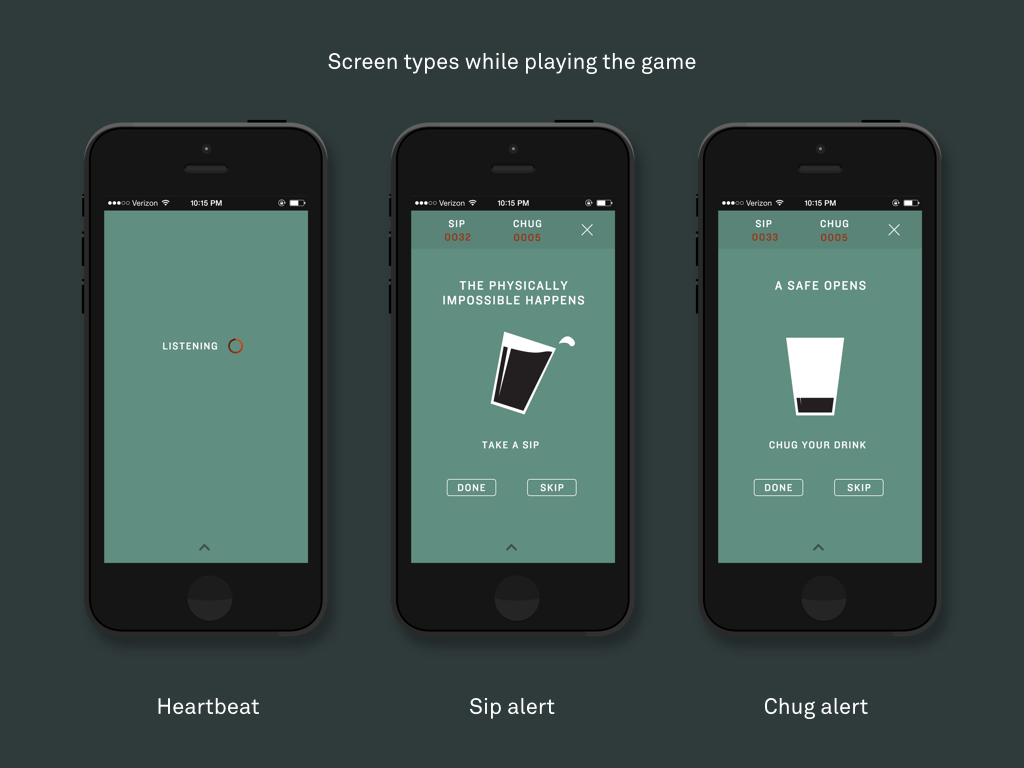 Screen types while playing the game
Verizon 10:15 PM
LISTENING
Heartbeat
Verizon 10:15 PM
SIP CHUG
0032 0005
THE PHYSICALLY
IMPOSSIBLE HAPPENS
TAKE A SIP
DONE SKIP
Sip alert
Verizon 10:15 PM
SIP CHUG
0033 0005
A SAFE OPENS
CHUG YOUR DRINK
DONE SKIP
Chug alert